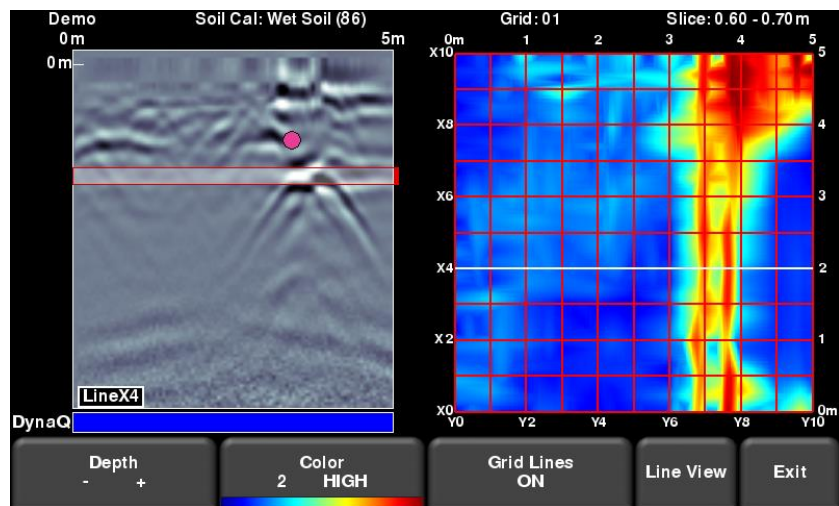 Demo Soil Cal: Wet Soil (86) Grid: 01 Slice: 0.60 - 0.70 m
0 m 5m 0m 1 2 3 4 5
0 m
X10 5
X8 4
X6 3
X4 2
X2 1
X0 0m
LineX4
Y0 Y2 Y4 Y6 Y8 Y10
DynaQ
Depth Color Grid Lines Line View Exit
- + 2 HIGH ON